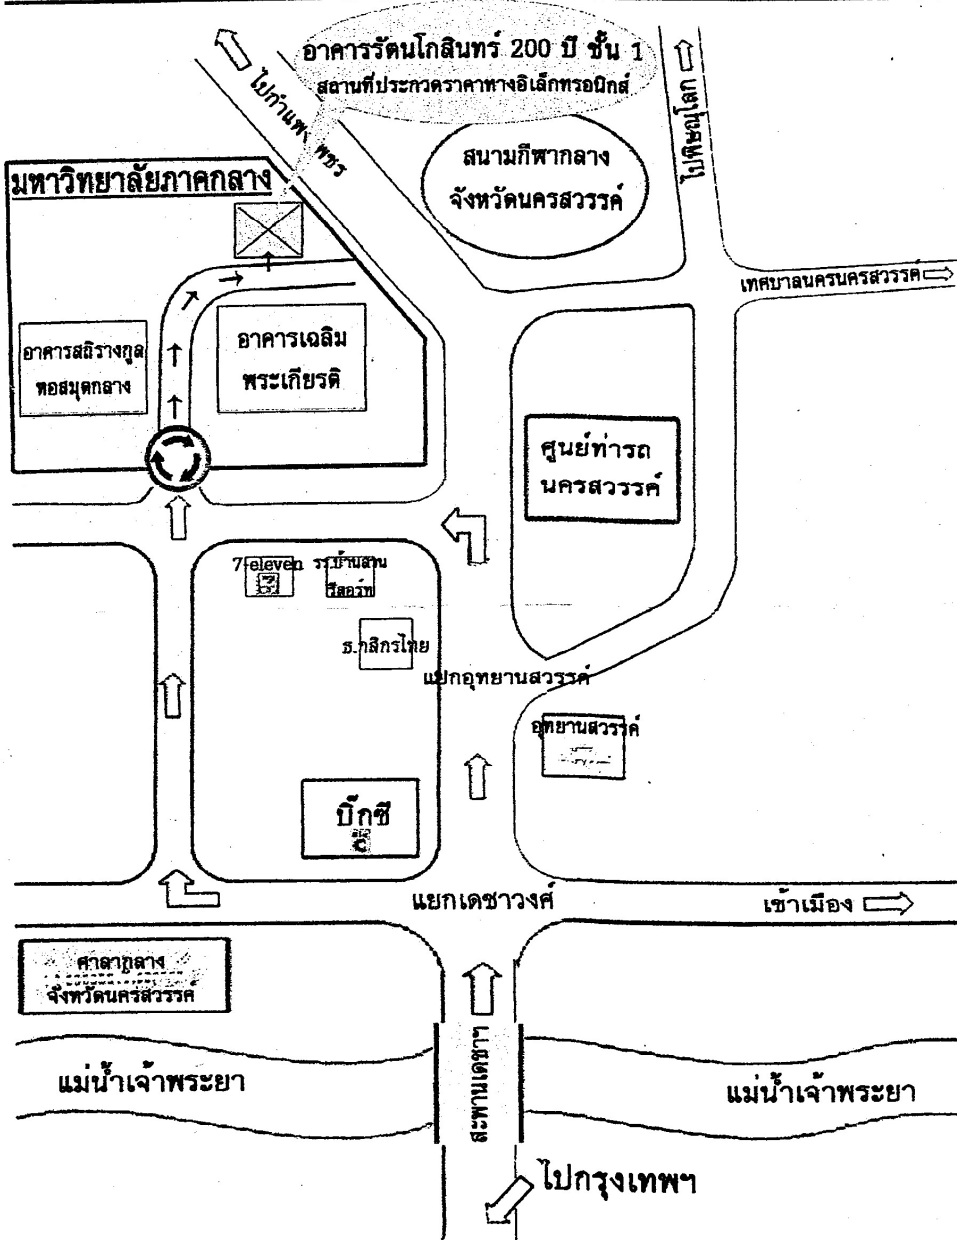 อาคารรัตนโกสินทร์ 200 ปี ชั้น 1
สถานที่ประกวดราคาทางอิเล็กทรอนิกส์
ไปกำแพงเพชร
ไปพิษณุโลก
สนามกีฬากลาง
จังหวัดนครสวรรค์
มหาวิทยาลัยภาคกลาง
เทศบาลนครนครสวรรค์
อาคารสถิรางกูล
หอสมุดกลาง
อาคารเฉลิม
พระเกียรติ
ศูนย์ท่ารถ
นครสวรรค์
7-eleven
รร.บ้านสวน
รีสอร์ท
ธ.กสิกรไทย
แยกอุทยานสวรรค์
อุทยานสวรรค์
บิ๊กซี
แยกเดชาวงศ์
เข้าเมือง
ศาลากลาง
จังหวัดนครสวรรค์
แม่น้ำเจ้าพระยา
สะพานเดชาฯ
แม่น้ำเจ้าพระยา
ไปกรุงเทพฯ